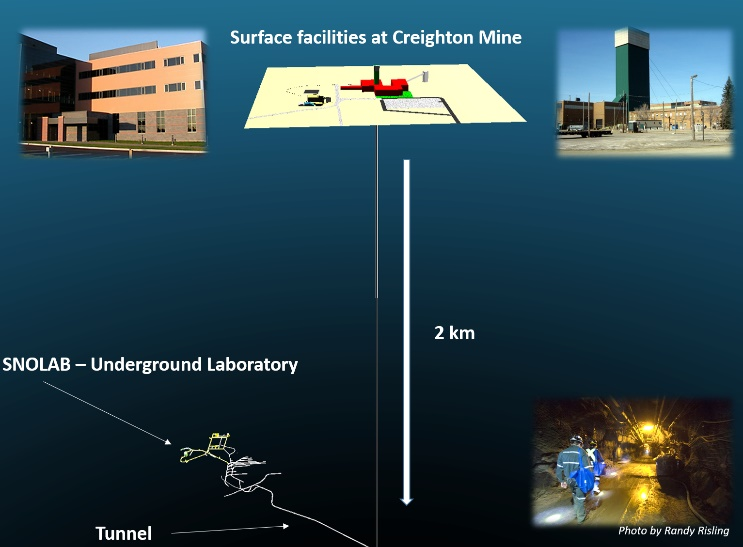 Surface facilities at Creighton Mine
2 km
SNOLAB – Underground Laboratory
Tunnel
Photo by Randy Risling